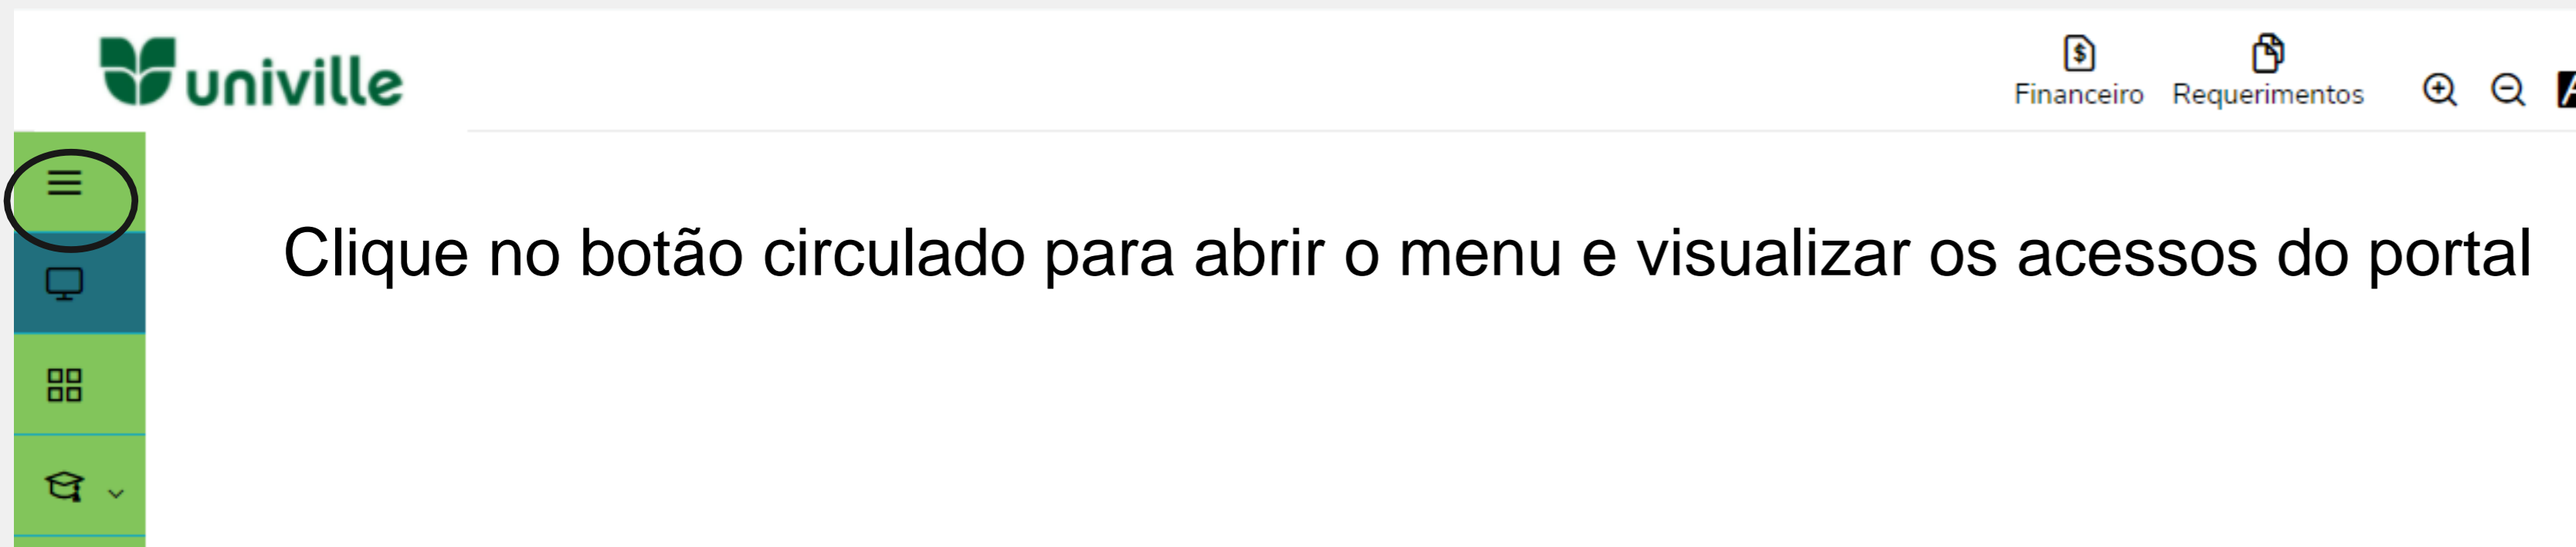 univille
Financeiro
Requerimentos
A
Clique no botão circulado para abrir o menu e visualizar os acessos do portal